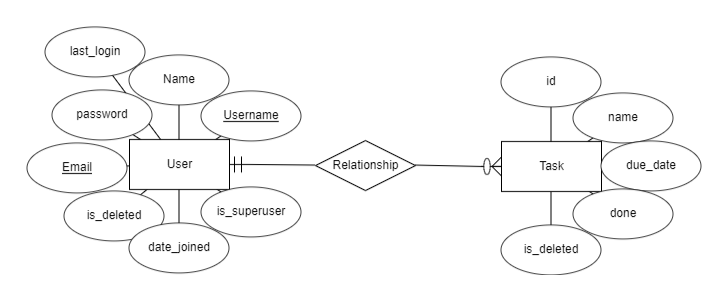 last_login
Name
password
Username
Email
User
is_deleted
is_superuser
date_joined
Relationship
id
name
Task
due_date
done
is_deleted